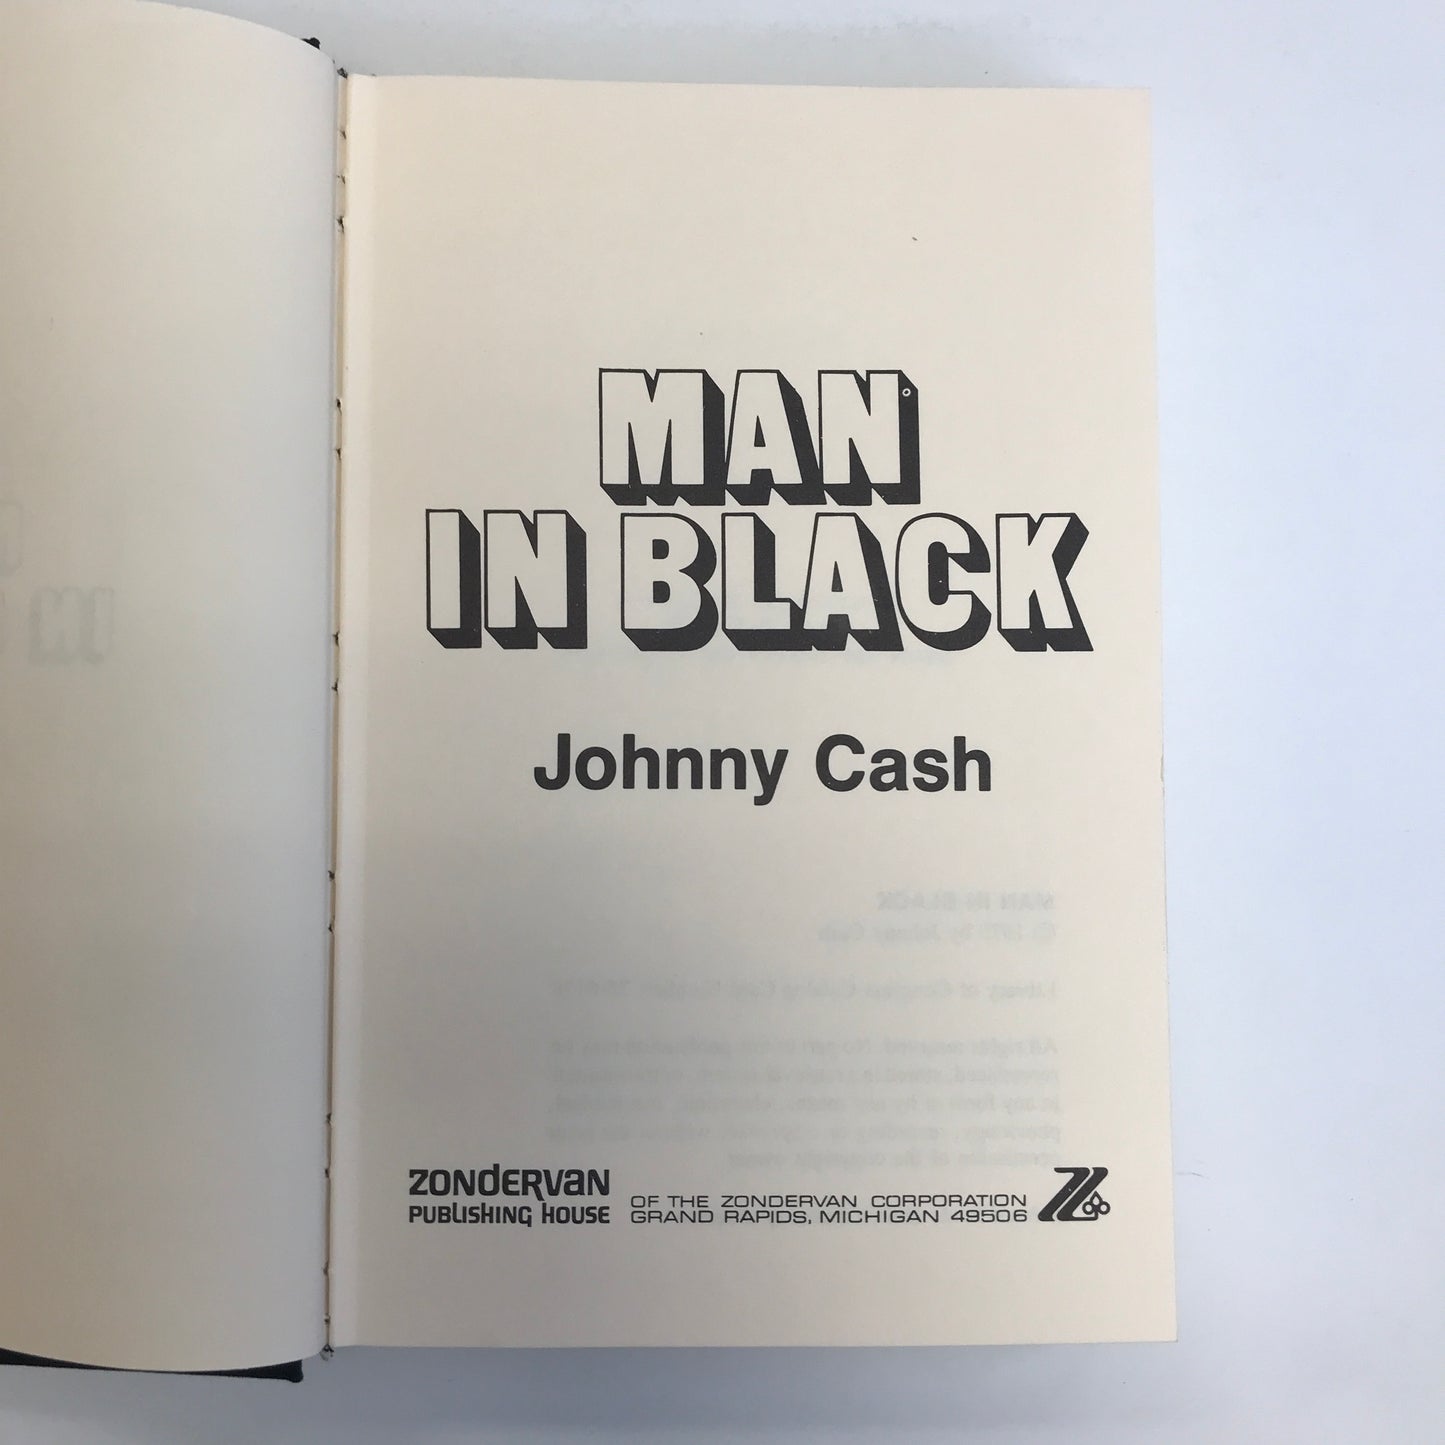 MAN
IN BLACK
Johnny Cash
ZONDERVAN
PUBLISHING HOUSE
OF THE ZONDERVAN CORPORATION
GRAND RAPIDS, MICHIGAN 49506